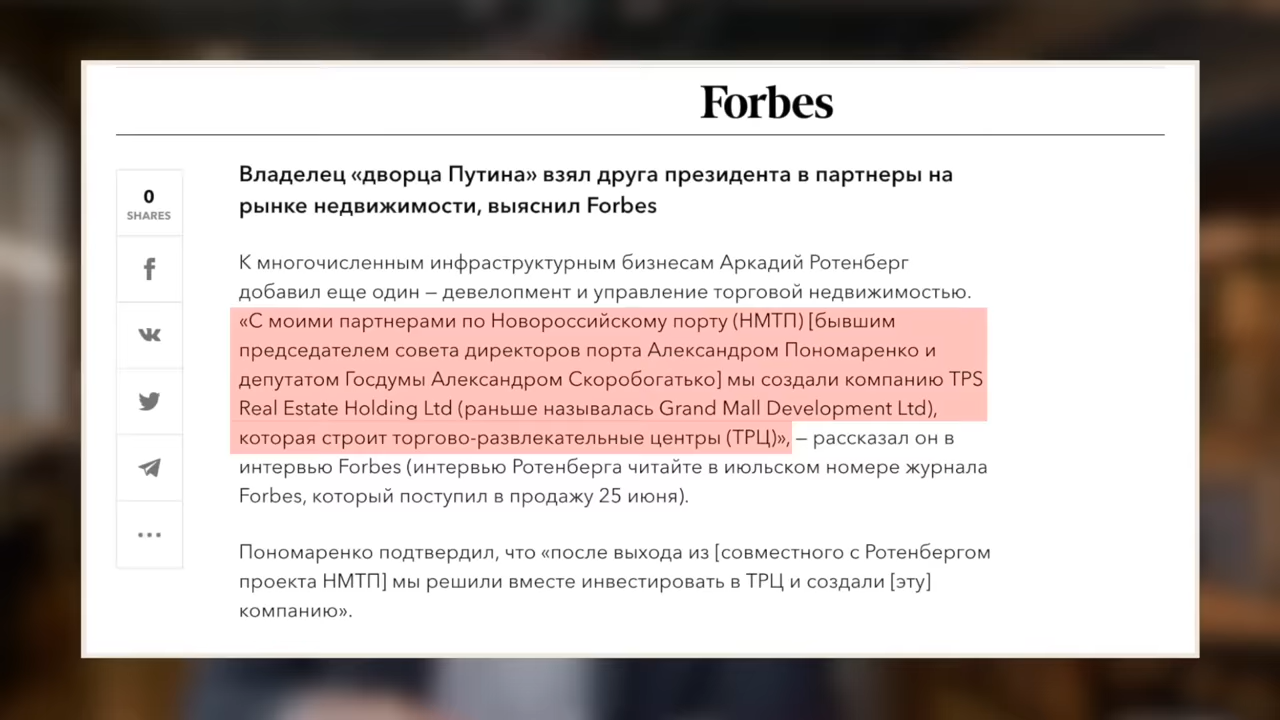 Forbes
0
SHARES
Владелец «дворца Путина» взял друга президента в партнеры на
рынке недвижимости, выяснил Forbes
К многочисленным инфраструктурным бизнесам Аркадий Ротенберг
добавил еще один — девелопмент и управление торговой недвижимостью.
«С моими партнерами по Новороссийскому порту (НМТП) [бывшим
председателем совета директоров порта Александром Пономаренко и
депутатом Госдумы Александром Скоробогатько] мы создали компанию TPS
Real Estate Holding Ltd (раньше называлась Grand Mall Development Ltd),
которая строит торгово-развлекательные центры (ТРЦ)», — рассказал он в
интервью Forbes (интервью Ротенберга читайте в июльском номере журнала
Forbes, который поступил в продажу 25 июня).
Пономаренко подтвердил, что «после выхода из [совместного с Ротенбергом
проекта НМТП] мы решили вместе инвестировать в ТРЦ и создали [эту]
компанию».